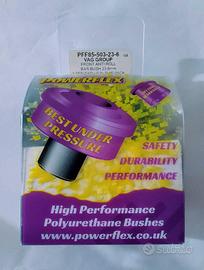 PFF85-503-23-6
VAG GROUP
FRONT ANTI-ROLL
BAR BUSH 23.6mm
POWERFLEX
BEST UNDER
PRESSURE
SAFETY
DURABILITY
PERFORMANCE
High Performance
Polyurethane Bushes
www.powerflex.co.uk